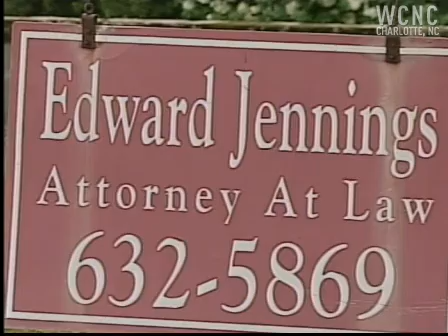 WCNC
CHARLOTTE, NC
Edward Jennings
Attorney At Law
632-5869